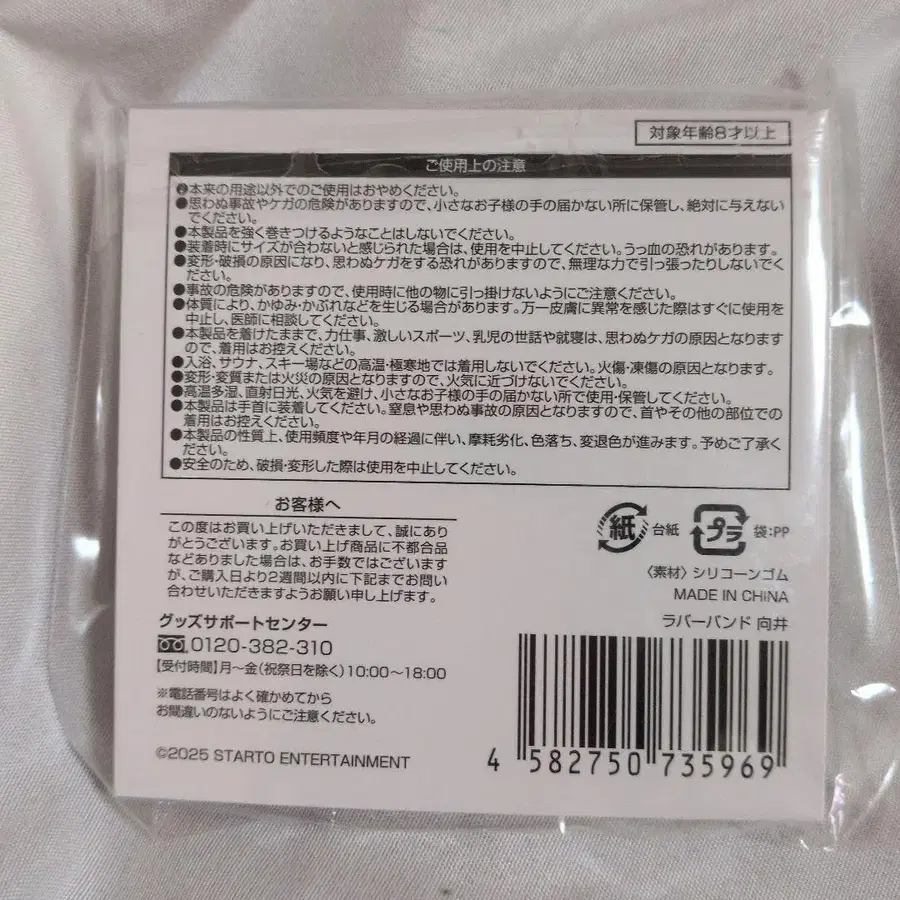 対象年齢8才以上
ご使用上の注意
●本来の用途以外でのご使用はおやめください。
●思わぬ事故やケガの危険がありますので、小さなお子様の手の届かない所に保管し、絶対に与えない
でください。
●本製品を強く巻きつけるようなことはしないでください。
●装着時にサイズが合わないと感じられた場合は、使用を中止してください。うっ血の恐れがあります。
●変形・破損の原因になり、思わぬケガをする恐れがありますので、無理な力で引っ張ったりしないでく
ださい。
●事故の危険がありますので、使用時に他の物に引っ掛けないようにご注意ください。
●体質により、かゆみ・かぶれなどを生じる場合があります。万一皮膚に異常を感じた際はすぐに使用を
中止し、医師に相談してください。
●本製品を着けたままで、力仕事、激しいスポーツ、乳児の世話や就寝は、思わぬケガの原因となります
ので、着用はお控えください。
●入浴、サウナ、スキー場などの高温・極寒地では着用しないでください。火傷・凍傷の恐れがあります。
●変形・変質または火災の原因となりますので、火気に近づけないでください。
●高温多湿、直射日光、火気を避け、小さなお子様の手の届かない所で使用・保管してください。
●本製品は手首に装着してください。窒息や思わぬ事故の原因となりますので、首やその他の部位での
着用はお控えください。
●本製品の性質上、使用頻度や年月の経過に伴い、摩耗劣化、色落ち、変退色が進みます。予めご了承く
ださい。
●安全のため、破損・変形した際は使用を中止してください。
お客様へ
この度はお買い上げいただきまして、誠にあり
がとうございます。お買い上げ商品に不都合品
などありました場合は、お手数ではございます
が、ご購入日より2週間以内に下記までお問い
合わせいただきますようお願い申し上げます。
グッズサポートセンター
0120-382-310
【受付時間】月〜金(祝祭日を除く)10:00〜18:00
※電話番号はよく確かめてから
お間違いのないようにご注意ください。
©2025 STARTO ENTERTAINMENT
紙 台紙 プラ 袋:PP
〈素材〉シリコーンゴム
MADE IN CHINA
ラバーバンド 向井
4 582750 735969